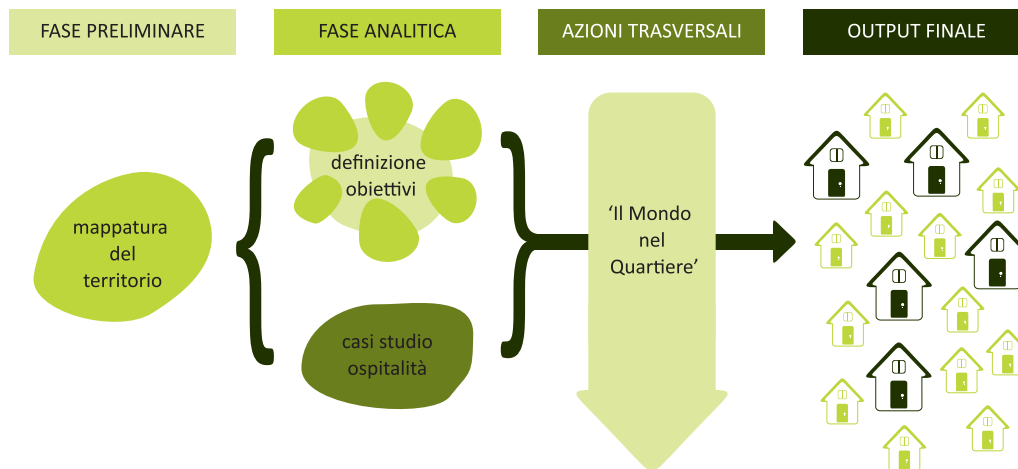 FASE PRELIMINARE
FASE ANALITICA
AZIONI TRASVERSALI
OUTPUT FINALE
mappatura
del
territorio
definizione
obiettivi
casi studio
ospitalità
‘Il Mondo
nel
Quartiere’